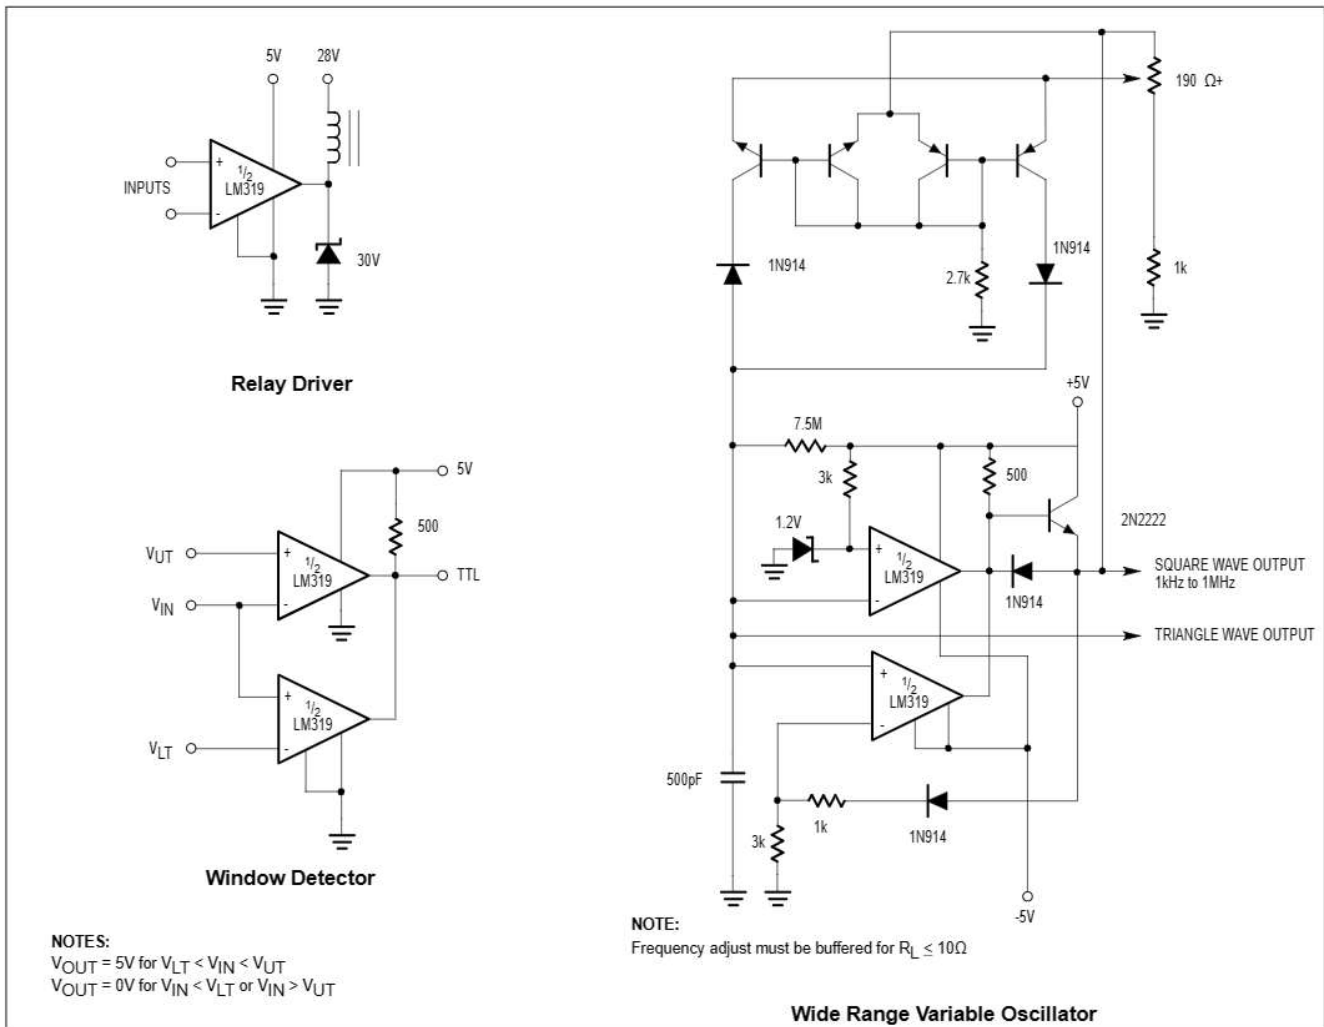 5V
28V
+
1/2
LM319
INPUTS
-
30V
Relay Driver
5V
500
VUT
+
1/2
LM319
TTL
VIN
-
+
1/2
LM319
VLT
-
Window Detector
NOTES:
VOUT = 5V for VLT < VIN < VUT
VOUT = 0V for VIN < VLT or VIN > VUT
190 Ω+
1N914
1N914
2.7k
1k
+5V
7.5M
3k
500
1.2V
2N2222
+
1/2
LM319
-
1N914
SQUARE WAVE OUTPUT
1kHz to 1MHz
TRIANGLE WAVE OUTPUT
+
1/2
LM319
-
500pF
1k
1N914
3k
-5V
NOTE:
Frequency adjust must be buffered for RL ≤ 10Ω
Wide Range Variable Oscillator